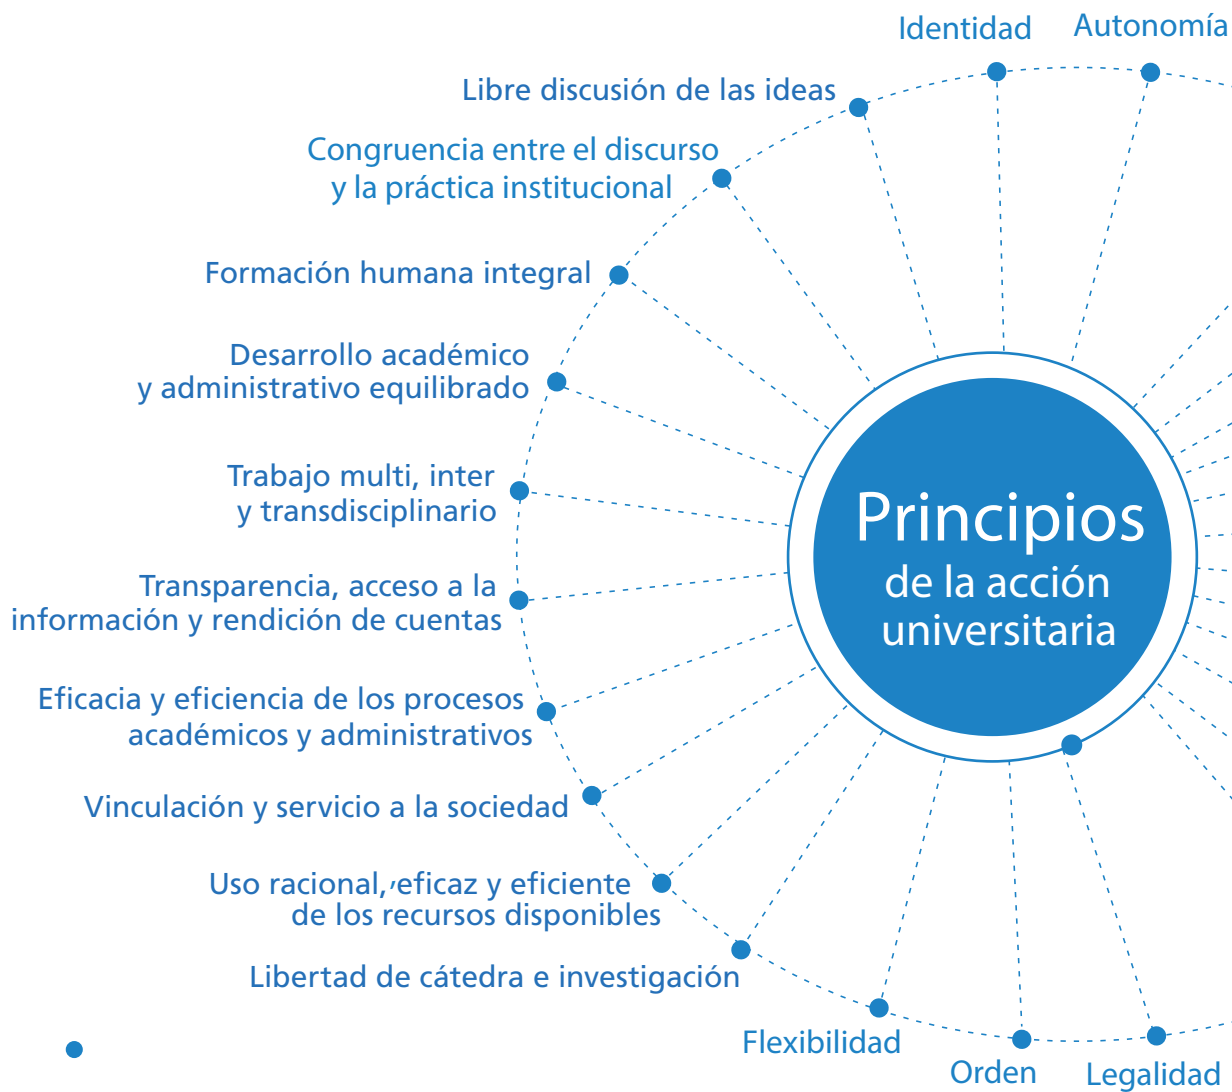 Identidad
Autonomía
Libre discusión de las ideas
Congruencia entre el discurso
y la práctica institucional
Formación humana integral
Desarrollo académico
y administrativo equilibrado
Trabajo multi, inter
y transdisciplinario
Transparencia, acceso a la
información y rendición de cuentas
Eficacia y eficiencia de los procesos
académicos y administrativos
Vinculación y servicio a la sociedad
Uso racional, eficaz y eficiente
de los recursos disponibles
Libertad de cátedra e investigación
Flexibilidad
Orden
Legalidad
Principios
de la acción
universitaria